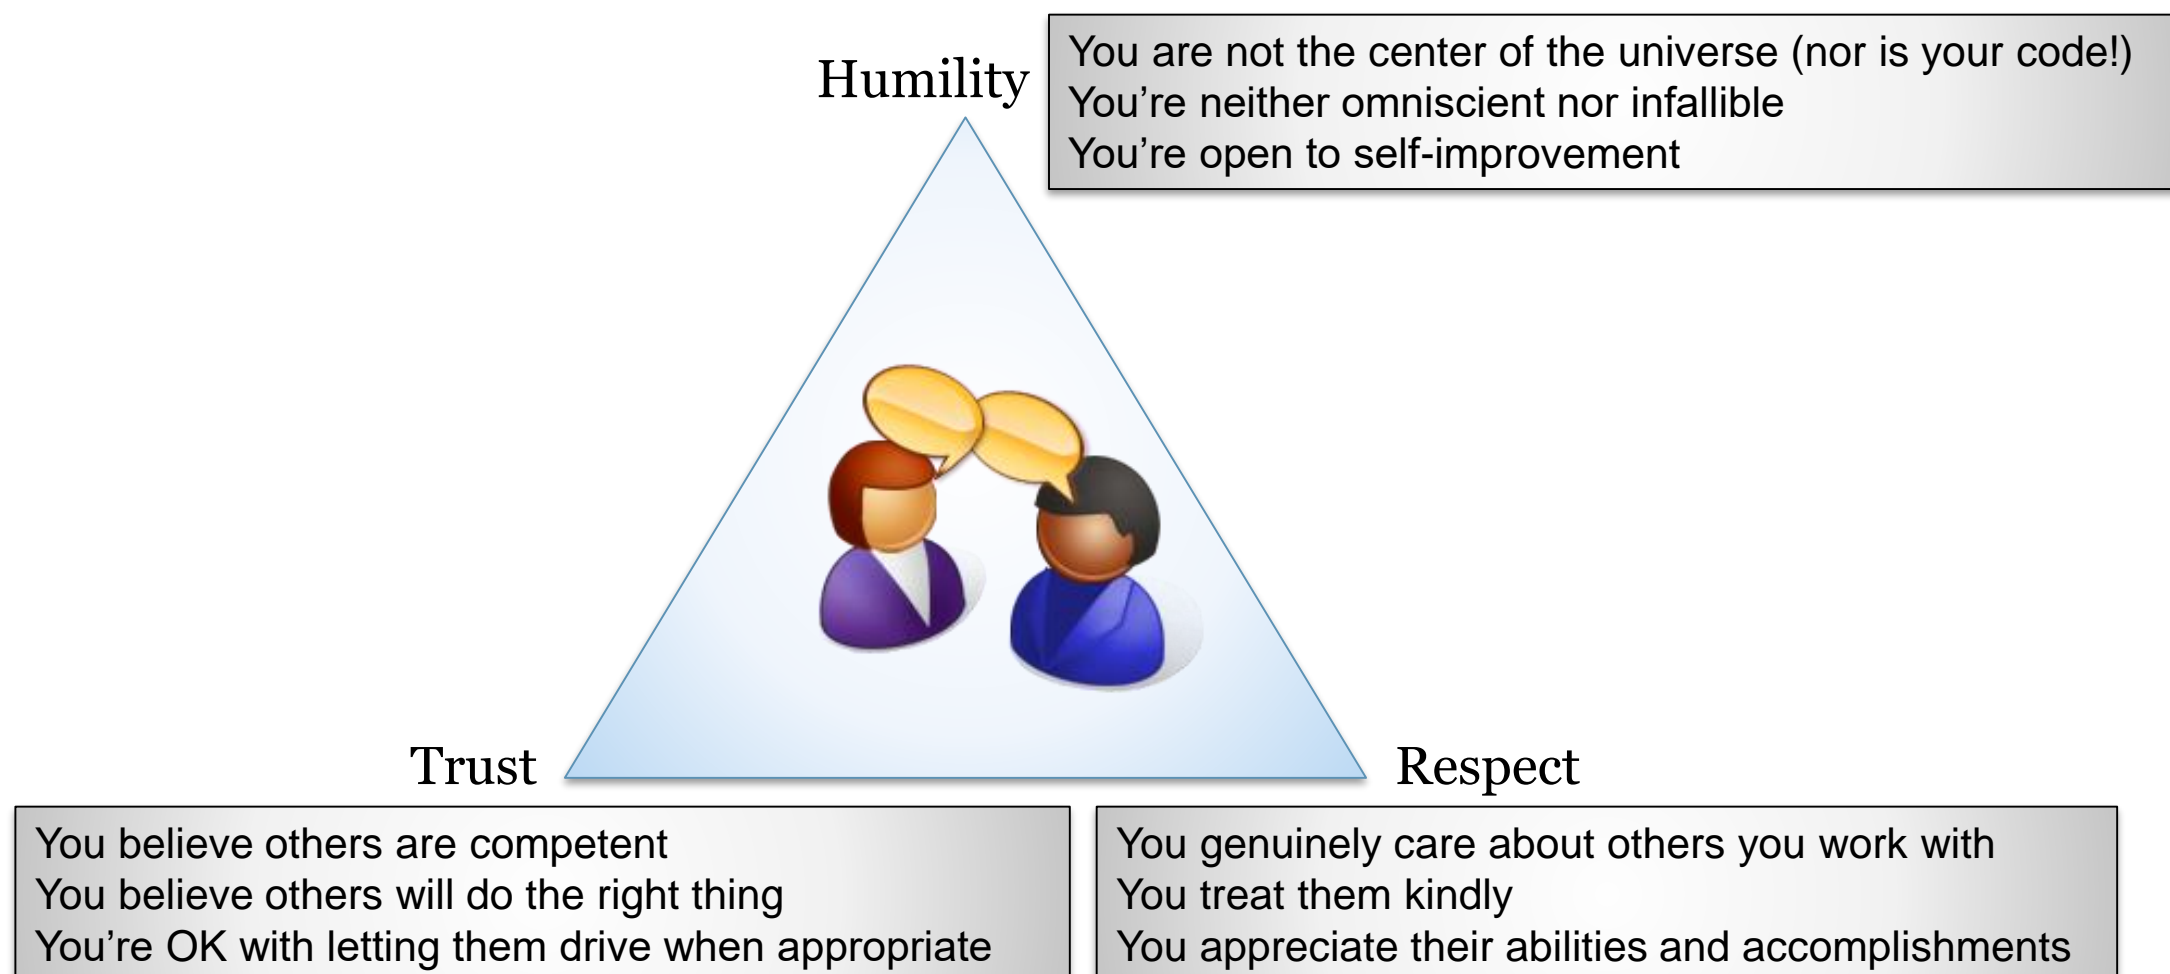 Humility
You are not the center of the universe (nor is your code!)
You’re neither omniscient nor infallible
You’re open to self-improvement
Trust
Respect
You believe others are competent
You believe others will do the right thing
You’re OK with letting them drive when appropriate
You genuinely care about others you work with
You treat them kindly
You appreciate their abilities and accomplishments